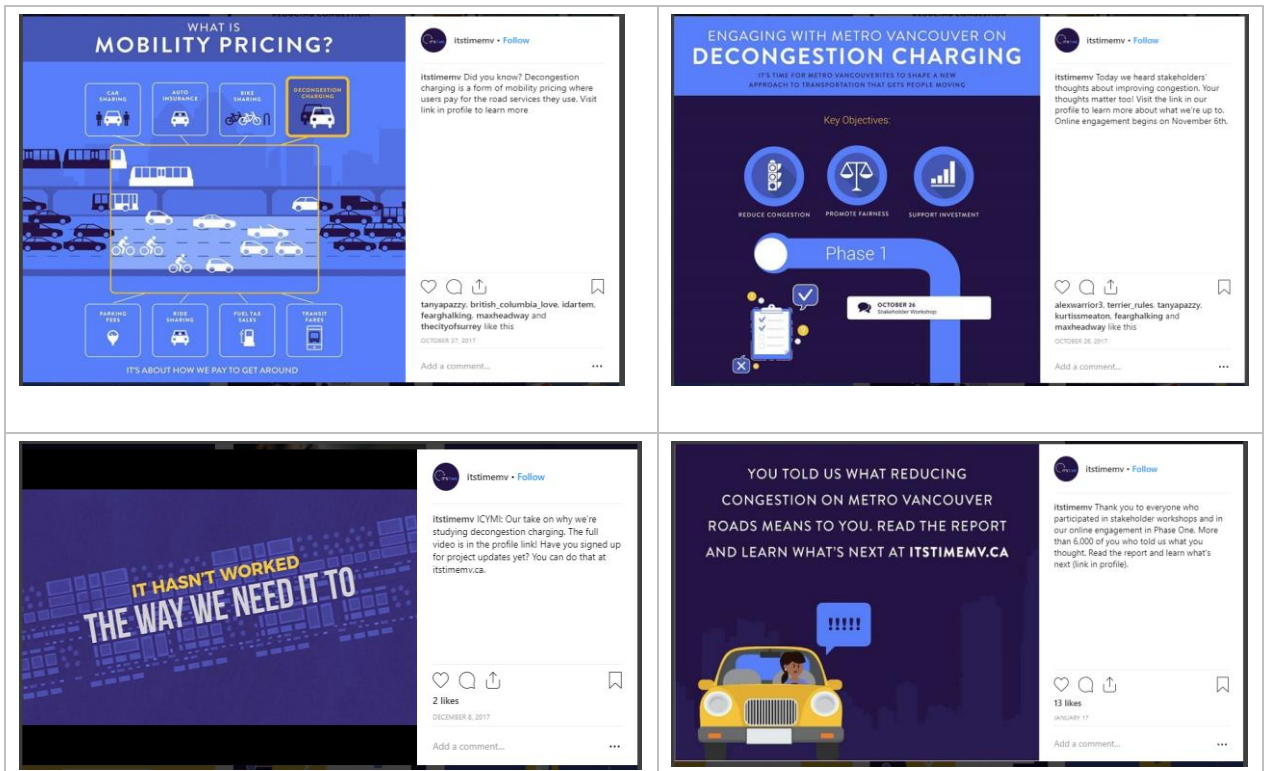 WHAT IS
MOBILITY PRICING?
CAR
SHARING
AUTO
INSURANCE
BIKE
SHARING
DECONGESTION
CHARGING
PARKING
FEES
RIDE
SHARING
FUEL TAX
SALES
TRANSIT
FARES
IT'S ABOUT HOW WE PAY TO GET AROUND
itstimemv • Follow
itstimemv Did you know? Decongestion
charging is a form of mobility pricing where
users pay for the road services they use. Visit
link in profile to learn more
tanyapazzy, british_columbia_love, idartem,
fearghalking, maxheadway and
thecityofsurrey like this
OCTOBER 27, 2017
Add a comment...
ENGAGING WITH METRO VANCOUVER ON
DECONGESTION CHARGING
IT'S TIME FOR METRO VANCOUVERITES TO SHAPE A NEW
APPROACH TO TRANSPORTATION THAT GETS PEOPLE MOVING
Key Objectives:
REDUCE CONGESTION
PROMOTE FAIRNESS
SUPPORT INVESTMENT
Phase 1
OCTOBER 26
Stakeholder Workshop
itstimemv • Follow
itstimemv Today we heard stakeholders'
thoughts about improving congestion. Your
thoughts matter too! Visit the link in our
profile to learn more about what we're up to.
Online engagement begins on November 6th.
alexwarrior3, terrier_rules, tanyapazzy,
kurtissmeaton, fearghalking and
maxheadway like this
OCTOBER 26, 2017
Add a comment...
IT HASN'T WORKED
THE WAY WE NEED IT TO
itstimemv • Follow
itstimemv ICYMI: Our take on why we're
studying decongestion charging. The full
video is in the profile link! Have you signed up
for project updates yet? You can do that at
itstimemv.ca.
2 likes
DECEMBER 8, 2017
Add a comment...
YOU TOLD US WHAT REDUCING
CONGESTION ON METRO VANCOUVER
ROADS MEANS TO YOU. READ THE REPORT
AND LEARN WHAT'S NEXT AT ITSTIMEMV.CA
!!!!!
itstimemv • Follow
itstimemv Thank you to everyone who
participated in stakeholder workshops and in
our online engagement in Phase One. More
than 6,000 of you who told us what you
thought. Read the report and learn what's
next (link in profile).
13 likes
JANUARY 17
Add a comment...